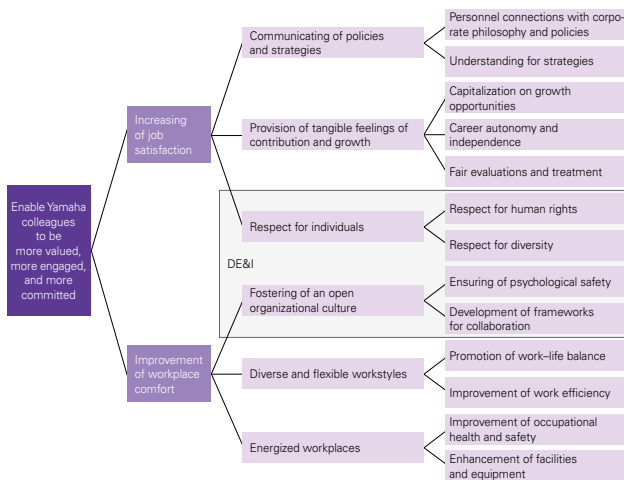 Enable Yamaha
colleagues
to be
more valued,
more engaged,
and more
committed
Increasing
of job
satisfaction
Communicating of policies
and strategies
Personnel connections with corpo-
rate philosophy and policies
Understanding for strategies
Provision of tangible feelings of
contribution and growth
Capitalization on growth
opportunities
Career autonomy and
independence
Fair evaluations and treatment
Respect for individuals
Respect for human rights
Respect for diversity
DE&I
Improvement
of workplace
comfort
Fostering of an open
organizational culture
Ensuring of psychological safety
Development of frameworks
for collaboration
Diverse and flexible workstyles
Promotion of work–life balance
Improvement of work efficiency
Energized workplaces
Improvement of occupational
health and safety
Enhancement of facilities
and equipment